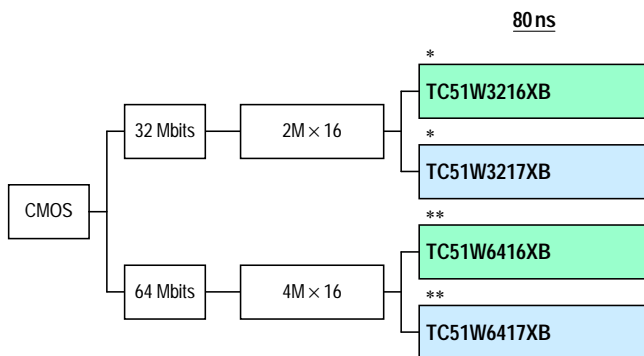 80 ns
*
TC51W3216XB
32 Mbits
2M × 16
*
TC51W3217XB
CMOS
**
TC51W6416XB
64 Mbits
4M × 16
**
TC51W6417XB